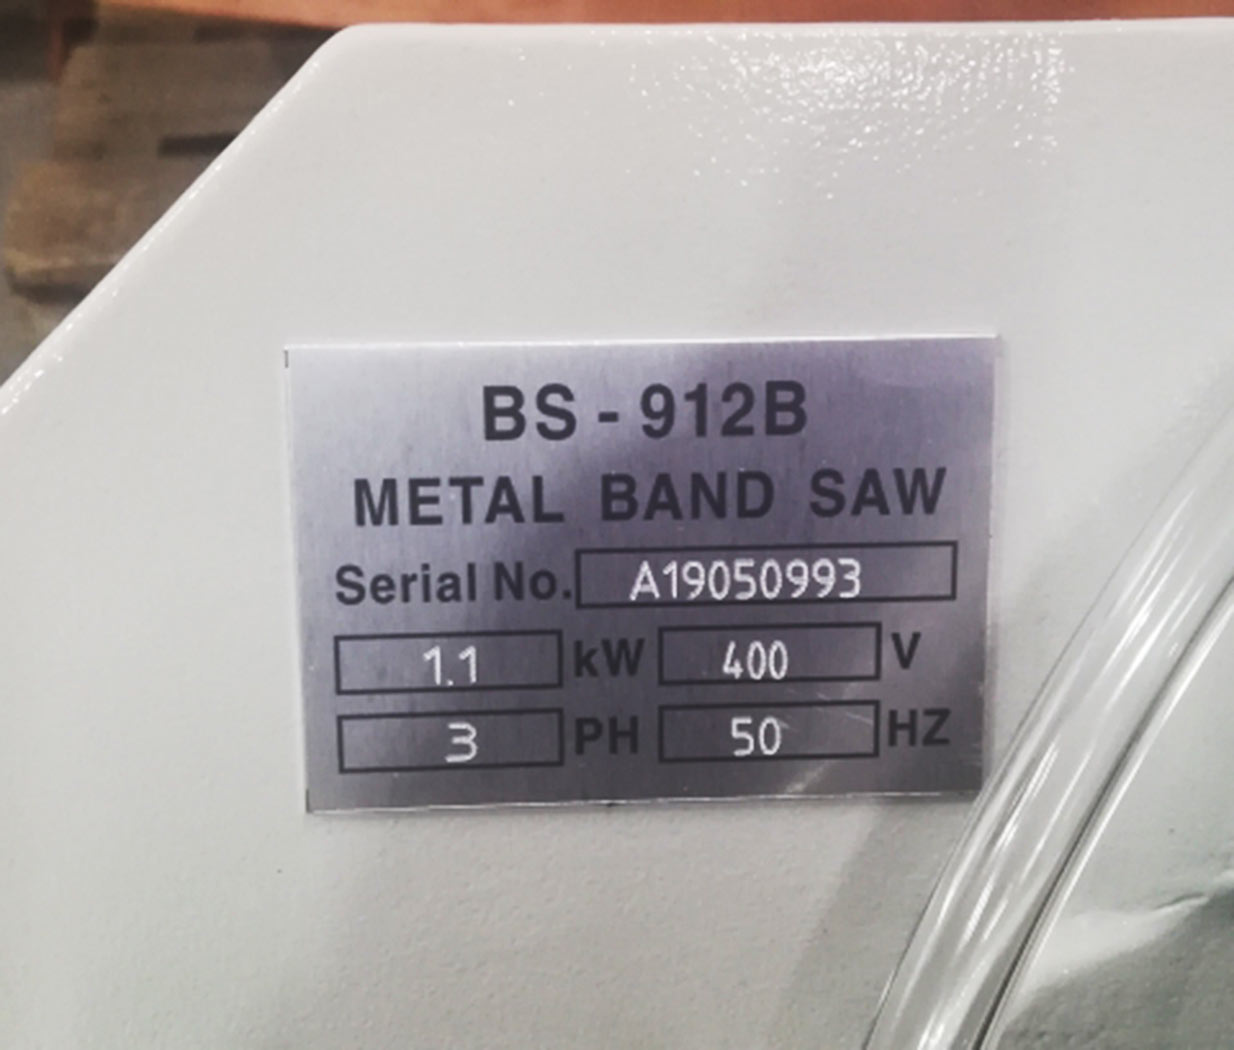 BS - 912B
METAL BAND SAW
Serial No. A19050993
1.1 kW 400 V
3 PH 50 HZ